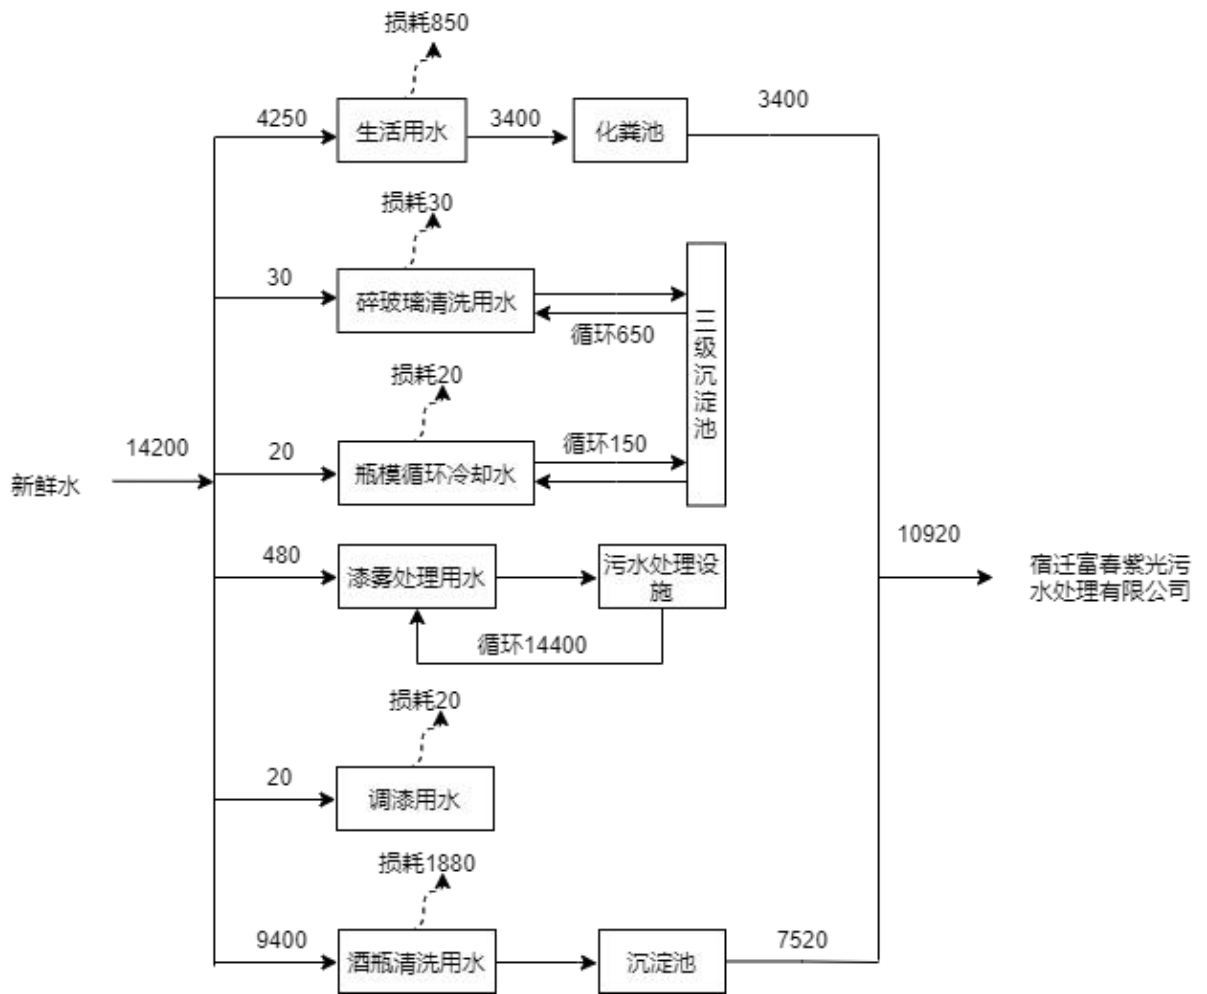 损耗850
4250
生活用水
3400
化粪池
3400
损耗30
30
碎玻璃清洗用水
循环650
三级沉淀池
损耗20
14200
新鲜水
20
瓶模循环冷却水
循环150
480
漆雾处理用水
污水处理设
施
循环14400
10920
宿迁富春紫光污
水处理有限公司
损耗20
20
调漆用水
损耗1880
9400
酒瓶清洗用水
沉淀池
7520